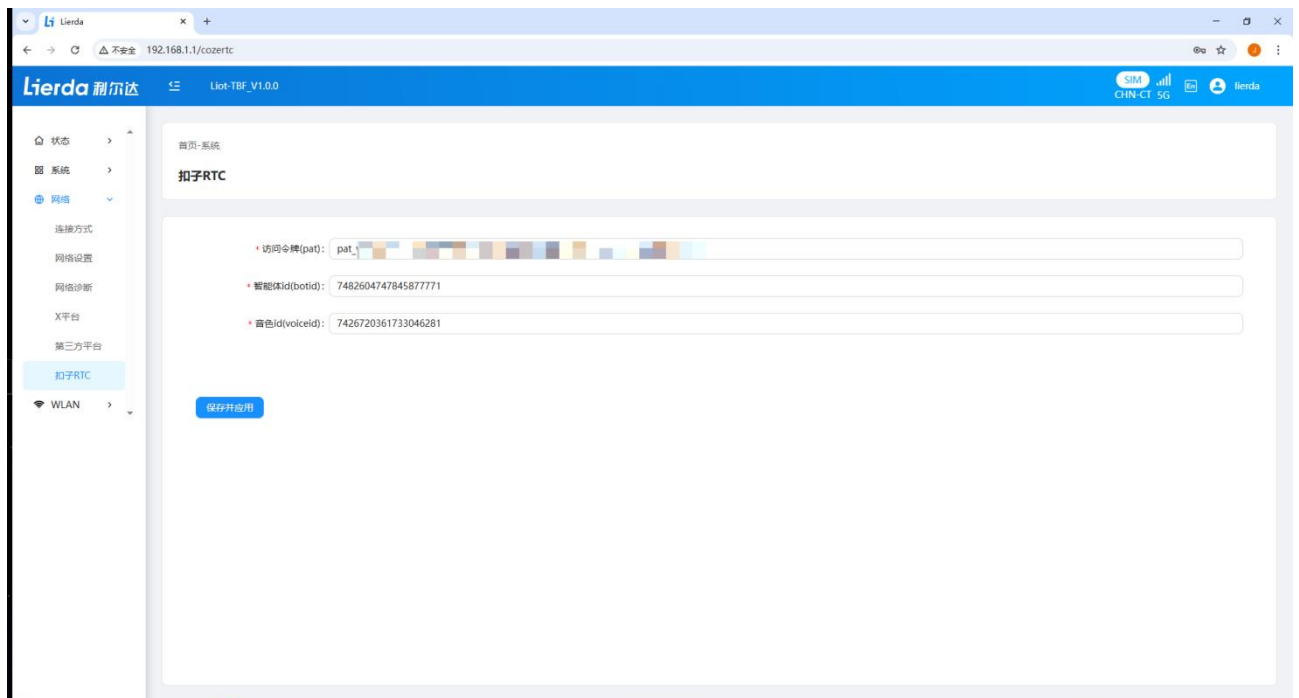 Lierda
不安全 192.168.1.1/cozertc
Lierda 利尔达
Liot-TBF_V1.0.0
SIM
CHN-CT 5G
En
lierda
状态
系统
网络
连接方式
网络设置
网络诊断
X平台
第三方平台
扣子RTC
WLAN
首页-系统
扣子RTC
* 访问令牌(pat): pat_
* 智能体id(botid): 7482604747845877771
* 音色id(voiceid): 7426720361733046281
保存并应用